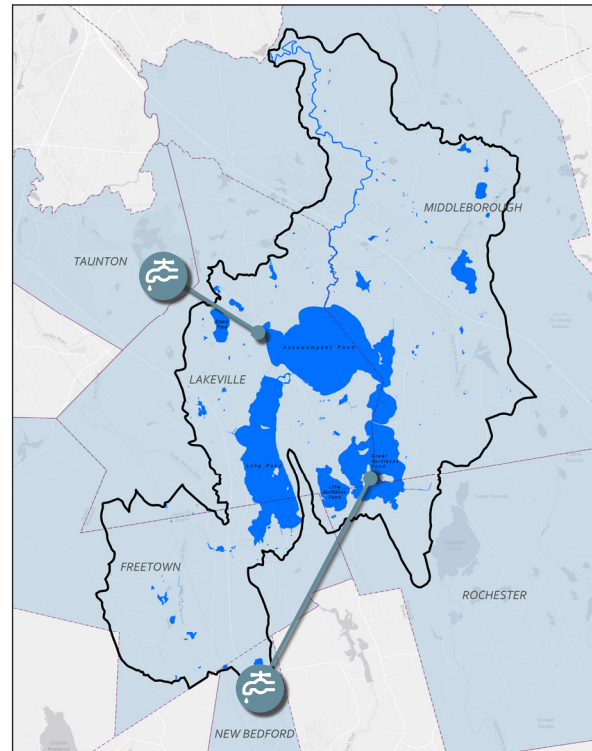 MIDDLEBOROUGH
TAUNTON
Assawompset Pond
LAKEVILLE
Long Pond
Great
Quittacas
Pond
Little
Quittacas
Pond
FREETOWN
ROCHESTER
NEW BEDFORD